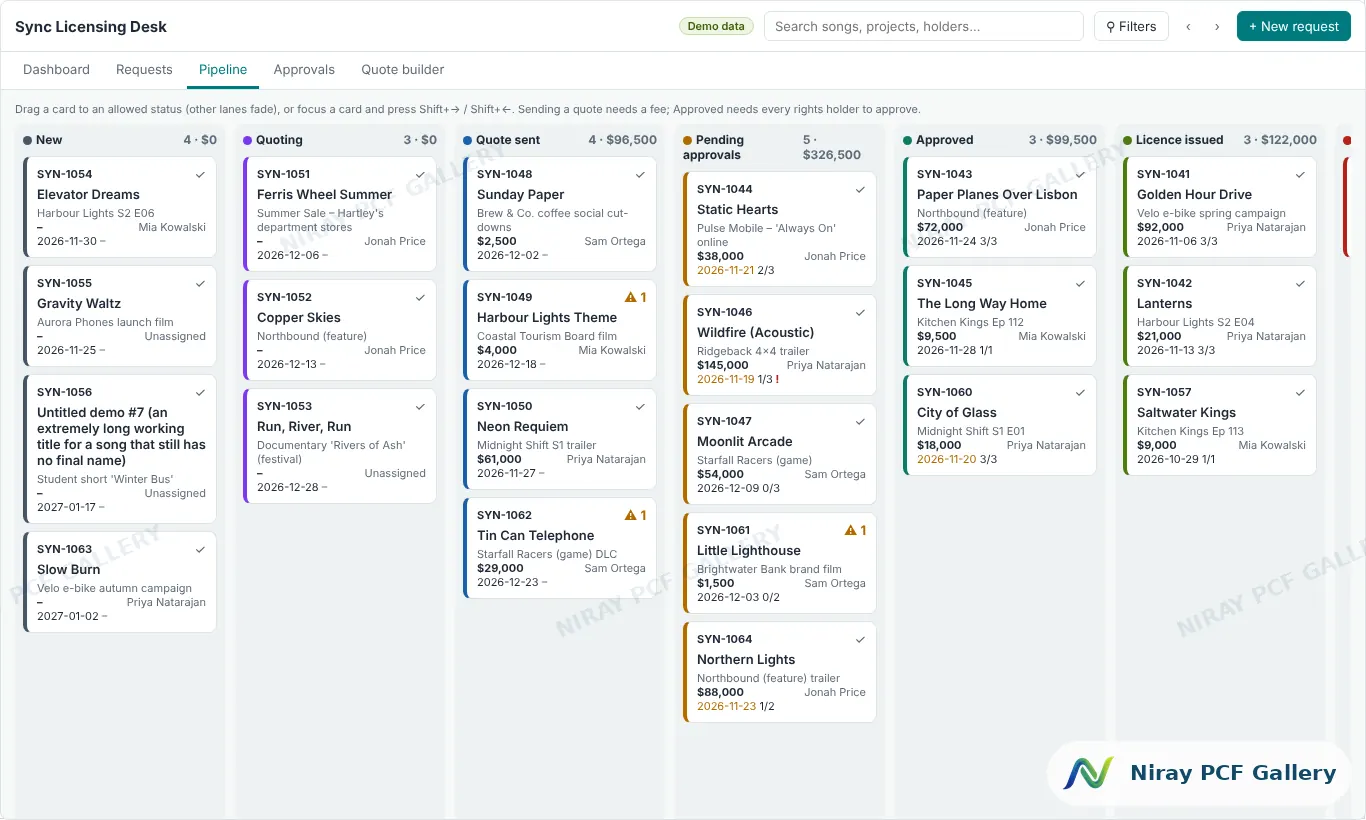 Sync Licensing Desk
Demo data
Search songs, projects, holders...
Filters
‹ ›
+ New request
Dashboard Requests Pipeline Approvals Quote builder
Drag a card to an allowed status (other lanes fade), or focus a card and press Shift+→ / Shift+←. Sending a quote needs a fee; Approved needs every rights holder to approve.
New 4 · $0
SYN-1054 ✓
Elevator Dreams
Harbour Lights S2 E06
– Mia Kowalski
2026-11-30 –
SYN-1055 ✓
Gravity Waltz
Aurora Phones launch film
– Unassigned
2026-11-25 –
SYN-1056 ✓
Untitled demo #7 (an
extremely long working
title for a song that still has
no final name)
Student short 'Winter Bus'
– Unassigned
2027-01-17 –
SYN-1063 ✓
Slow Burn
Velo e-bike autumn campaign
– Priya Natarajan
2027-01-02 –
Quoting 3 · $0
SYN-1051 ✓
Ferris Wheel Summer
Summer Sale – Hartley's
department stores
– Jonah Price
2026-12-06 –
SYN-1052 ✓
Copper Skies
Northbound (feature)
– Jonah Price
2026-12-13 –
SYN-1053 ✓
Run, River, Run
Documentary 'Rivers of Ash'
(festival)
– Unassigned
2026-12-28 –
Quote sent 4 · $96,500
SYN-1048 ✓
Sunday Paper
Brew & Co. coffee social cut-
downs
$2,500 Sam Ortega
2026-12-02 –
SYN-1049 ⚠ 1
Harbour Lights Theme
Coastal Tourism Board film
$4,000 Mia Kowalski
2026-12-18 –
SYN-1050 ✓
Neon Requiem
Midnight Shift S1 trailer
$61,000 Priya Natarajan
2026-11-27 –
SYN-1062 ⚠ 1
Tin Can Telephone
Starfall Racers (game) DLC
$29,000 Sam Ortega
2026-12-23 –
Pending 5 ·
approvals $326,500
SYN-1044 ✓
Static Hearts
Pulse Mobile – 'Always On'
online
$38,000 Jonah Price
2026-11-21 2/3
SYN-1046 ✓
Wildfire (Acoustic)
Ridgeback 4×4 trailer
$145,000 Priya Natarajan
2026-11-19 1/3 !
SYN-1047 ✓
Moonlit Arcade
Starfall Racers (game)
$54,000 Sam Ortega
2026-12-09 0/3
SYN-1061 ⚠ 1
Little Lighthouse
Brightwater Bank brand film
$1,500 Sam Ortega
2026-12-03 0/2
SYN-1064 ✓
Northern Lights
Northbound (feature) trailer
$88,000 Jonah Price
2026-11-23 1/2
Approved 3 · $99,500
SYN-1043 ✓
Paper Planes Over Lisbon
Northbound (feature)
$72,000 Jonah Price
2026-11-24 3/3
SYN-1045 ✓
The Long Way Home
Kitchen Kings Ep 112
$9,500 Mia Kowalski
2026-11-28 1/1
SYN-1060 ✓
City of Glass
Midnight Shift S1 E01
$18,000 Priya Natarajan
2026-11-20 3/3
Licence issued 3 · $122,000
SYN-1041 ✓
Golden Hour Drive
Velo e-bike spring campaign
$92,000 Priya Natarajan
2026-11-06 3/3
SYN-1042 ✓
Lanterns
Harbour Lights S2 E04
$21,000 Priya Natarajan
2026-11-13 3/3
SYN-1057 ✓
Saltwater Kings
Kitchen Kings Ep 113
$9,000 Mia Kowalski
2026-10-29 1/1
NIRAY PCF GALLERY
NIRAY PCF GALLERY
PCF GALLERY
NIRAY PCF GALLERY
NIRAY PCF GALLERY
Niray PCF Gallery